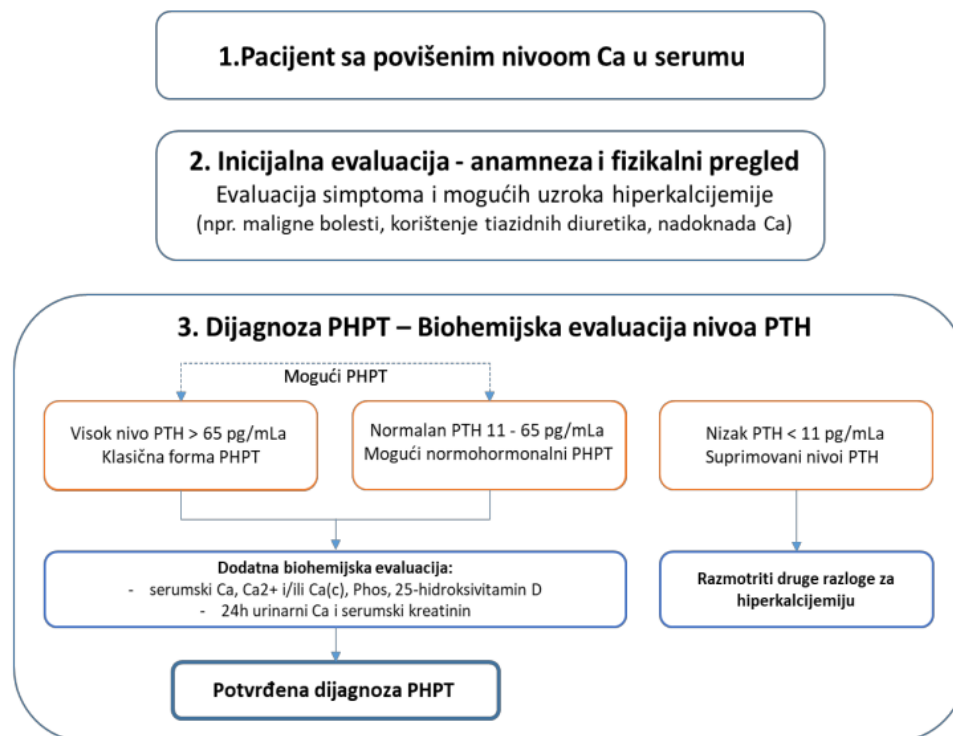 1.Pacijent sa povišenim nivoom Ca u serumu
2. Inicijalna evaluacija - anamneza i fizikalni pregled
Evaluacija simptoma i mogućih uzroka hiperkalcijemije
(npr. maligne bolesti, korištenje tiazidnih diuretika, nadoknada Ca)
3. Dijagnoza PHPT – Biohemijska evaluacija nivoa PTH
Mogući PHPT
Visok nivo PTH > 65 pg/mLa
Klasična forma PHPT
Normalan PTH 11 - 65 pg/mLa
Mogući normohormonalni PHPT
Nizak PTH < 11 pg/mLa
Suprimovani nivoi PTH
Dodatna biohemijska evaluacija:
- serumski Ca, Ca2+ i/ili Ca(c), Phos, 25-hidroksivitamin D
- 24h urinarni Ca i serumski kreatinin
Razmotriti druge razloge za
hiperkalcijemiju
Potvrđena dijagnoza PHPT